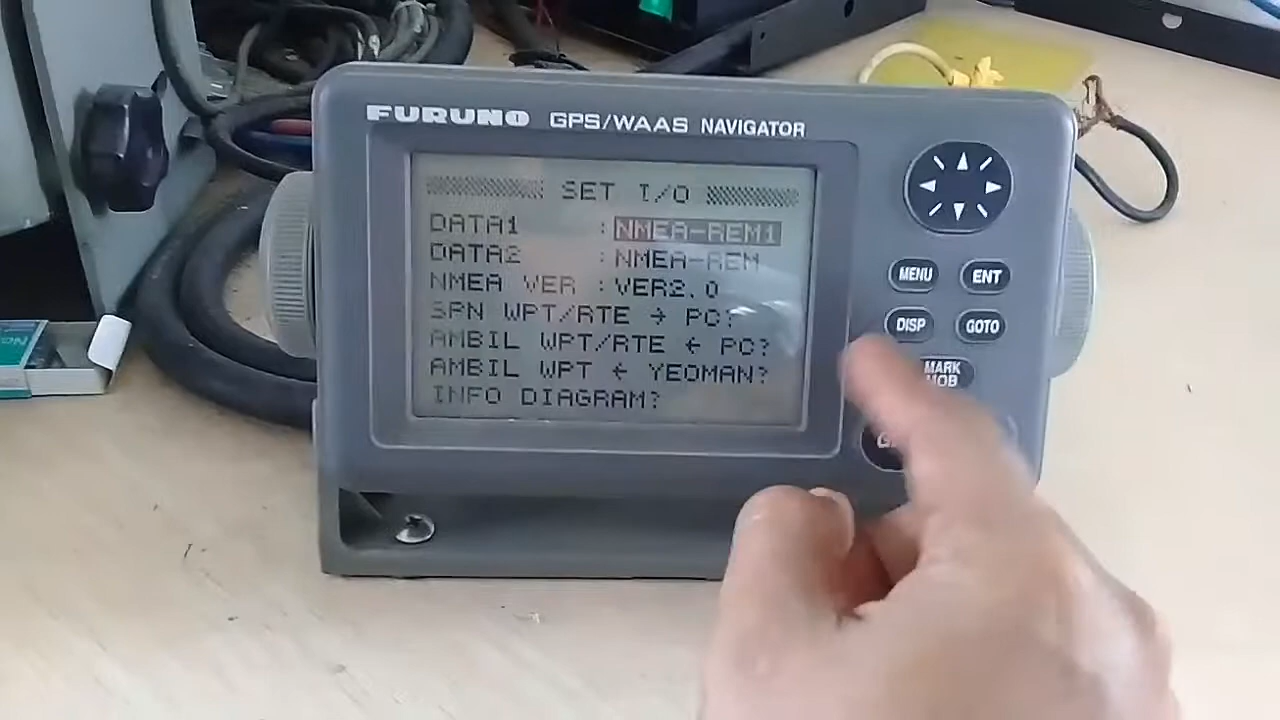 FURUNO GPS/WAAS NAVIGATOR
SET I/O
DATA1 :NMEA-REM1
DATA2 :NMEA-REM
NMEA VER :VER2.0
SPN WPT/RTE → PC?
AMBIL WPT/RTE ← PC?
AMBIL WPT ← YEOMAN?
INFO DIAGRAM?
MENU
ENT
DISP
GOTO
MARK
MOB